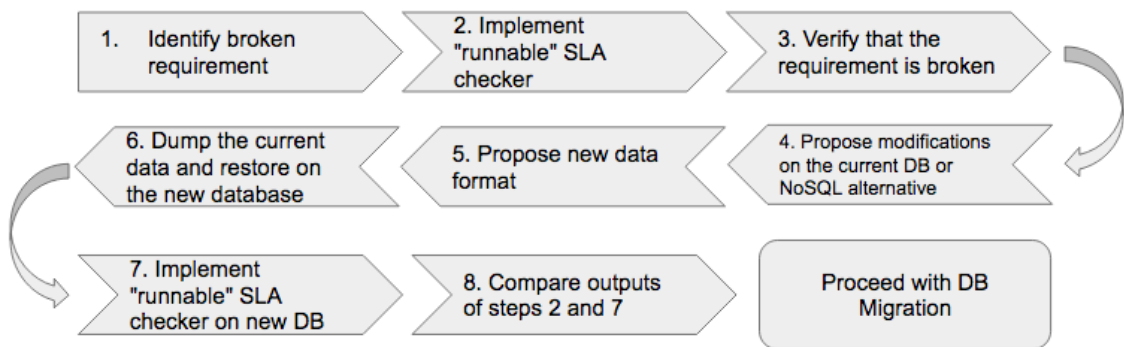 1. Identify broken
requirement
2. Implement
"runnable" SLA
checker
3. Verify that the
requirement is broken
4. Propose modifications
on the current DB or
NoSQL alternative
5. Propose new data
format
6. Dump the current
data and restore on
the new database
7. Implement
"runnable" SLA
checker on new DB
8. Compare outputs
of steps 2 and 7
Proceed with DB
Migration